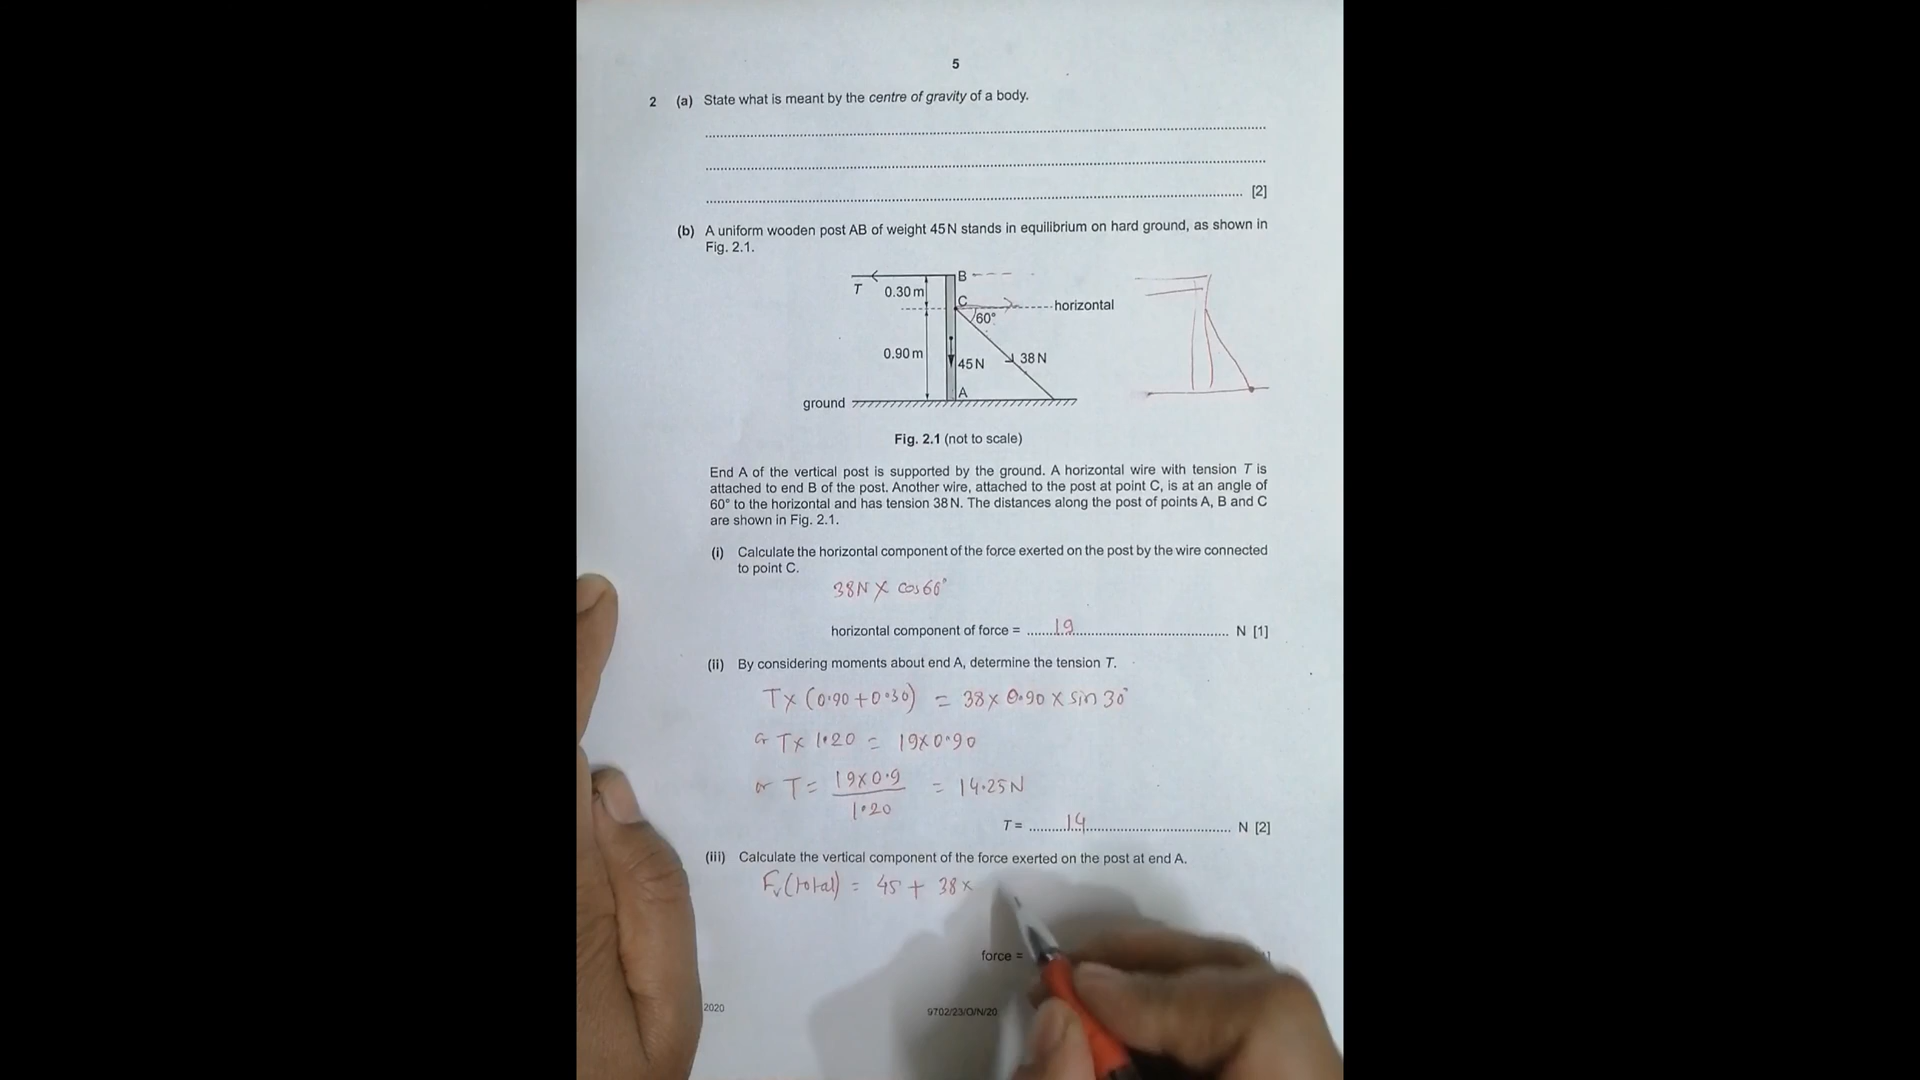 5
2 (a) State what is meant by the centre of gravity of a body.
[2]
(b) A uniform wooden post AB of weight 45 N stands in equilibrium on hard ground, as shown in
Fig. 2.1.
B
T
0.30 m
C
horizontal
60°
0.90 m
45 N
38 N
A
ground
Fig. 2.1 (not to scale)
End A of the vertical post is supported by the ground. A horizontal wire with tension T is
attached to end B of the post. Another wire, attached to the post at point C, is at an angle of
60° to the horizontal and has tension 38 N. The distances along the post of points A, B and C
are shown in Fig. 2.1.
(i) Calculate the horizontal component of the force exerted on the post by the wire connected
to point C.
38N × cos60°
horizontal component of force = 19 N [1]
(ii) By considering moments about end A, determine the tension T.
T× (0.90+0.30) = 38 × 0.90 × sin 30°
or T× 1.20 = 19×0.90
or T = 19×0.9 / 1.20 = 14.25N
T = 14 N [2]
(iii) Calculate the vertical component of the force exerted on the post at end A.
Fv(total) = 45 + 38×
force =
2020
9702/23/O/N/20